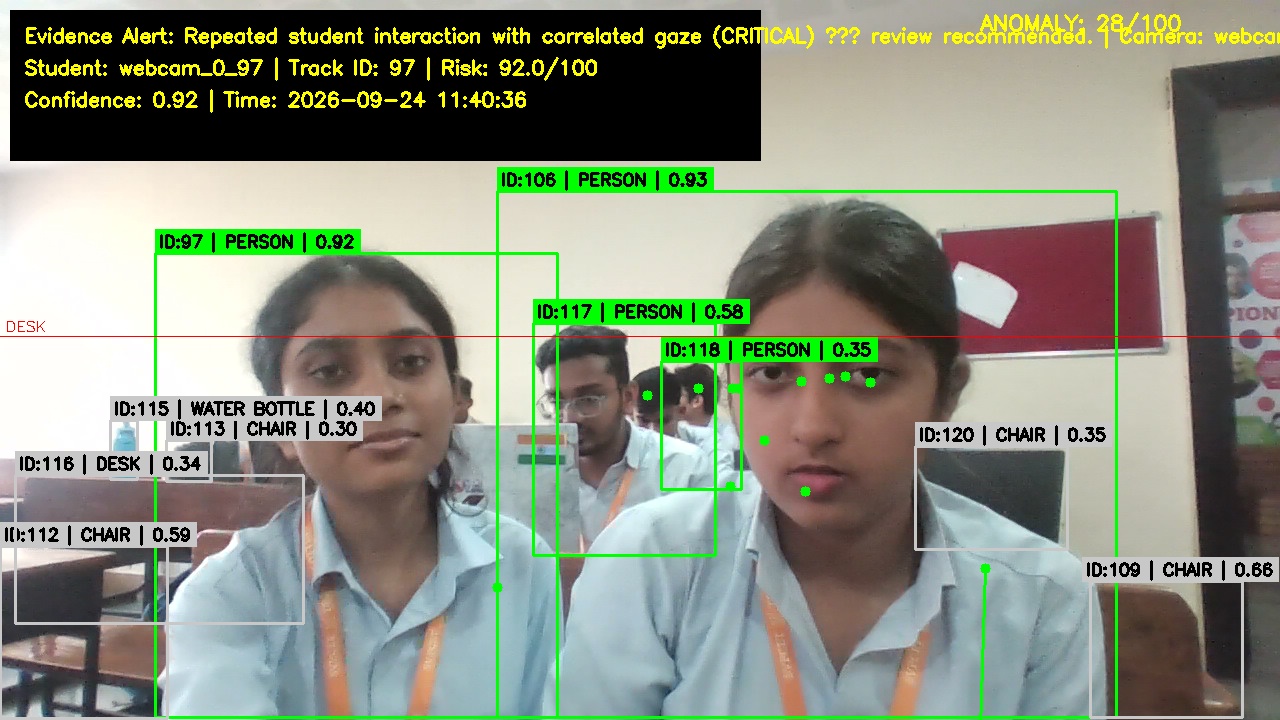 ANOMALY: 28/100
Evidence Alert: Repeated student interaction with correlated gaze (CRITICAL) ??? review recommended. | Camera: webca
Student: webcam_0_97 | Track ID: 97 | Risk: 92.0/100
Confidence: 0.92 | Time: 2026-09-24 11:40:36
ID:106 | PERSON | 0.93
ID:97 | PERSON | 0.92
ID:117 | PERSON | 0.58
DESK
ID:118 | PERSON | 0.35
ID:115 | WATER BOTTLE | 0.40
ID:113 | CHAIR | 0.30
ID:120 | CHAIR | 0.35
ID:116 | DESK | 0.34
ID:112 | CHAIR | 0.59
ID:109 | CHAIR | 0.66
PION